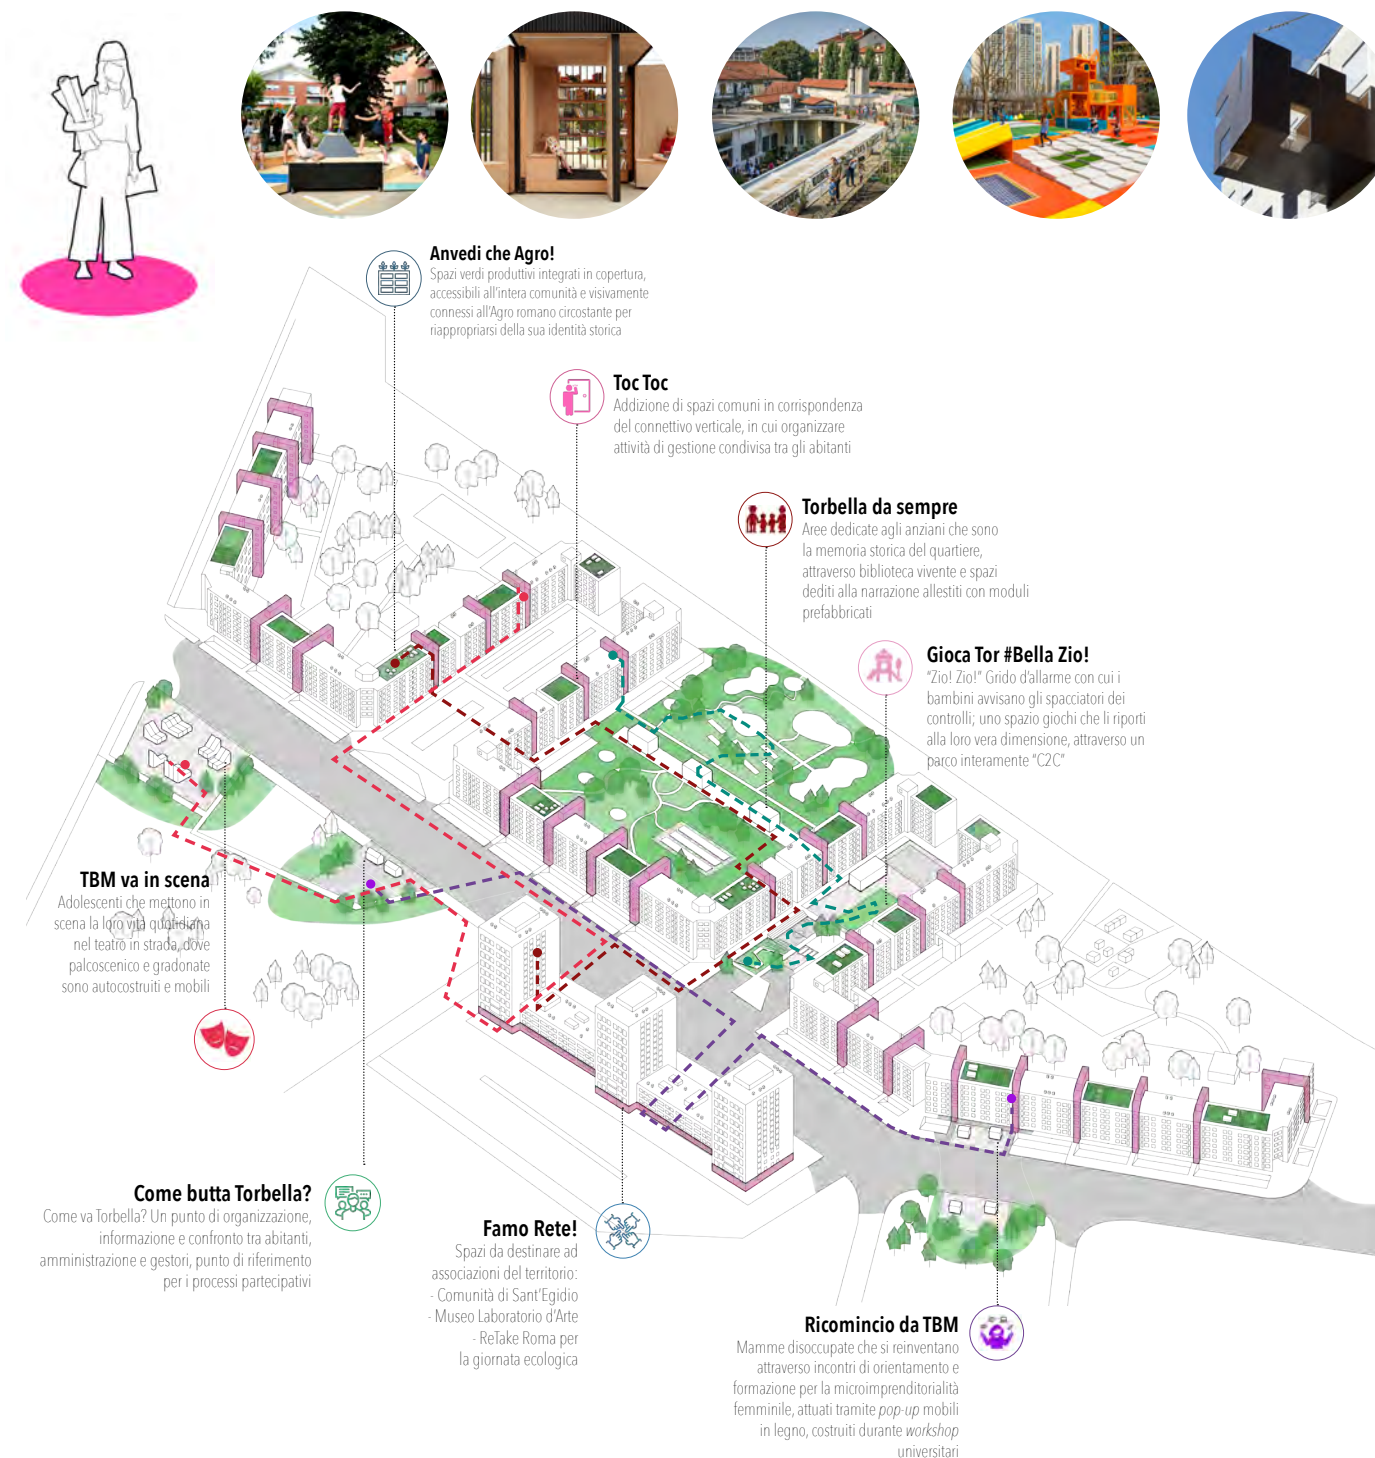 Anvedi che Agro!
Spazi verdi produttivi integrati in copertura,
accessibili all'intera comunità e visivamente
connessi all'Agro romano circostante per
riappropriarsi della sua identità storica
Toc Toc
Addizione di spazi comuni in corrispondenza
del connettivo verticale, in cui organizzare
attività di gestione condivisa tra gli abitanti
Torbella da sempre
Aree dedicate agli anziani che sono
la memoria storica del quartiere,
attraverso biblioteca vivente e spazi
dediti alla narrazione allestiti con moduli
prefabbricati
Gioca Tor #Bella Zio!
"Zio! Zio!" Grido d'allarme con cui i
bambini avvisano gli spacciatori dei
controlli; uno spazio giochi che li riporti
alla loro vera dimensione, attraverso un
parco interamente "C2C"
TBM va in scena
Adolescenti che mettono in
scena la loro vita quotidiana
nel teatro in strada, dove
palcoscenico e gradonate
sono autocostruiti e mobili
Come butta Torbella?
Come va Torbella? Un punto di organizzazione,
informazione e confronto tra abitanti,
amministrazione e gestori, punto di riferimento
per i processi partecipativi
Famo Rete!
Spazi da destinare ad
associazioni del territorio:
- Comunità di Sant'Egidio
- Museo Laboratorio d'Arte
- ReTake Roma per
la giornata ecologica
Ricomincio da TBM
Mamme disoccupate che si reinventano
attraverso incontri di orientamento e
formazione per la microimprenditorialità
femminile, attuati tramite pop-up mobili
in legno, costruiti durante workshop
universitari